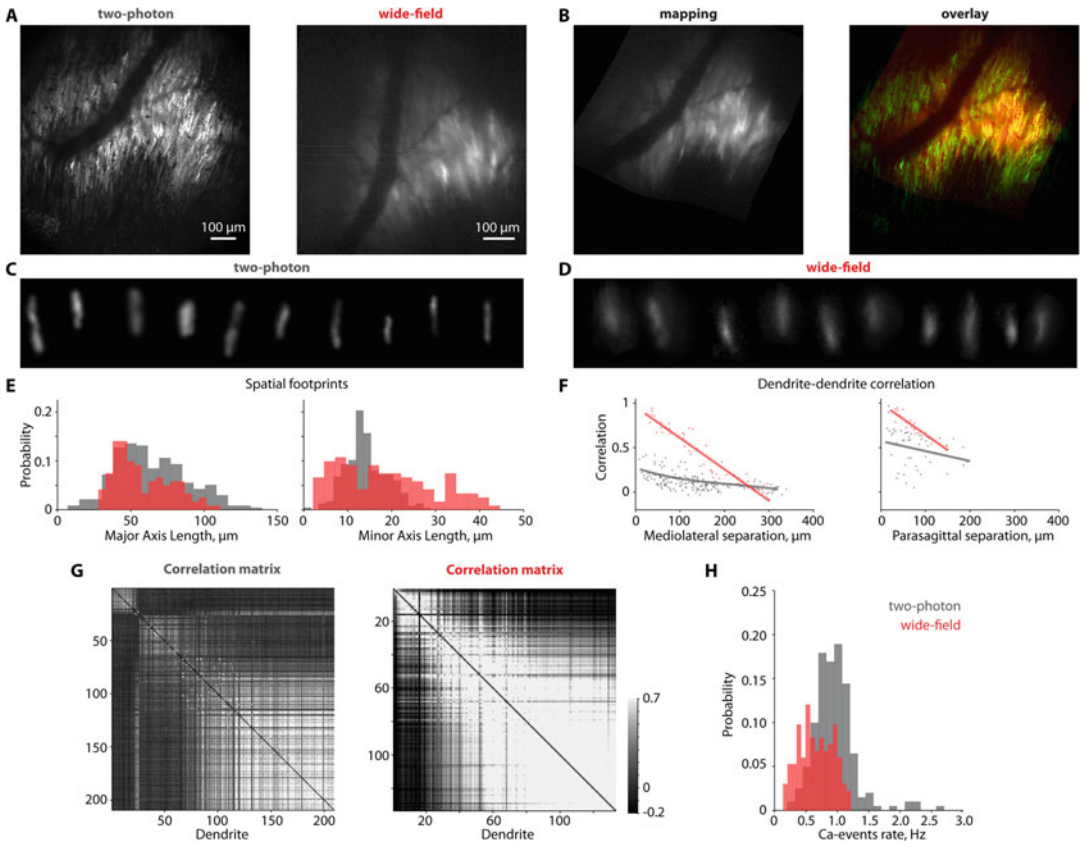 A
two-photon
wide-field
100 µm
100 µm
B
mapping
overlay
C
two-photon
D
wide-field
E
Spatial footprints
Probability
0.2
0.1
0
0
50
100
150
Major Axis Length, µm
0
10
20
30
40
50
Minor Axis Length, µm
F
Dendrite-dendrite correlation
Correlation
1
0.5
0
0
100
200
300
400
Mediolateral separation, µm
0
100
200
300
400
Parasagittal separation, µm
G
Correlation matrix
50
100
150
200
50
100
150
200
Dendrite
Correlation matrix
20
60
100
20
60
100
Dendrite
0.7
0
-0.2
H
two-photon
wide-field
Probability
0.25
0.20
0.15
0.10
0.05
0
0
0.5
1.0
1.5
2.0
2.5
3.0
Ca-events rate, Hz